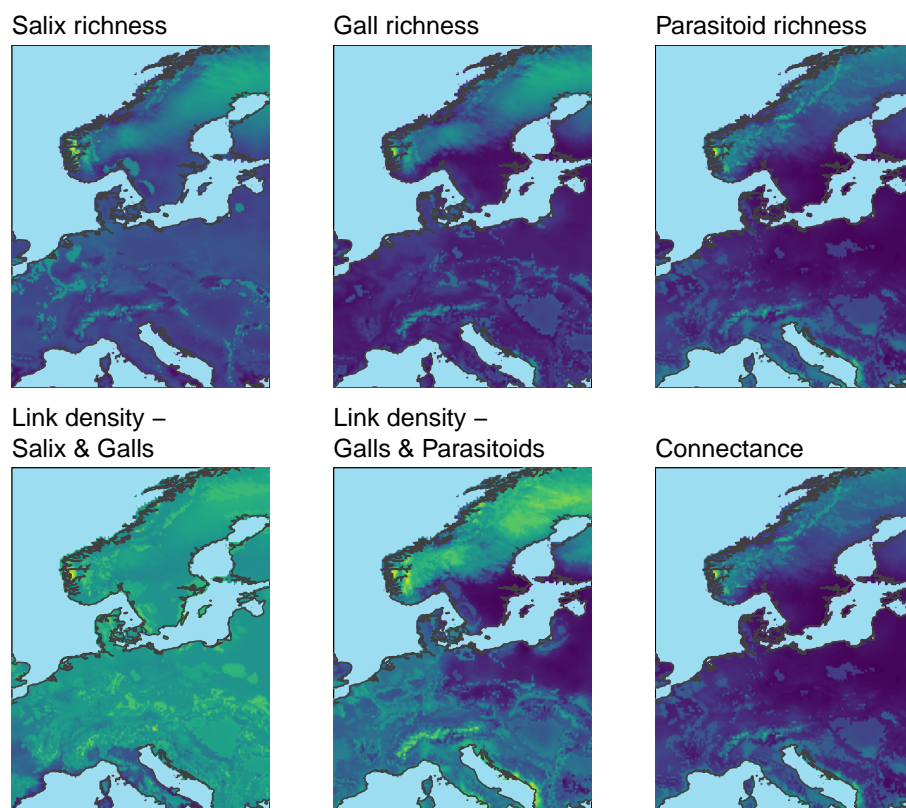 Salix richness
Gall richness
Parasitoid richness
Link density –
Salix & Galls
Link density –
Galls & Parasitoids
Connectance